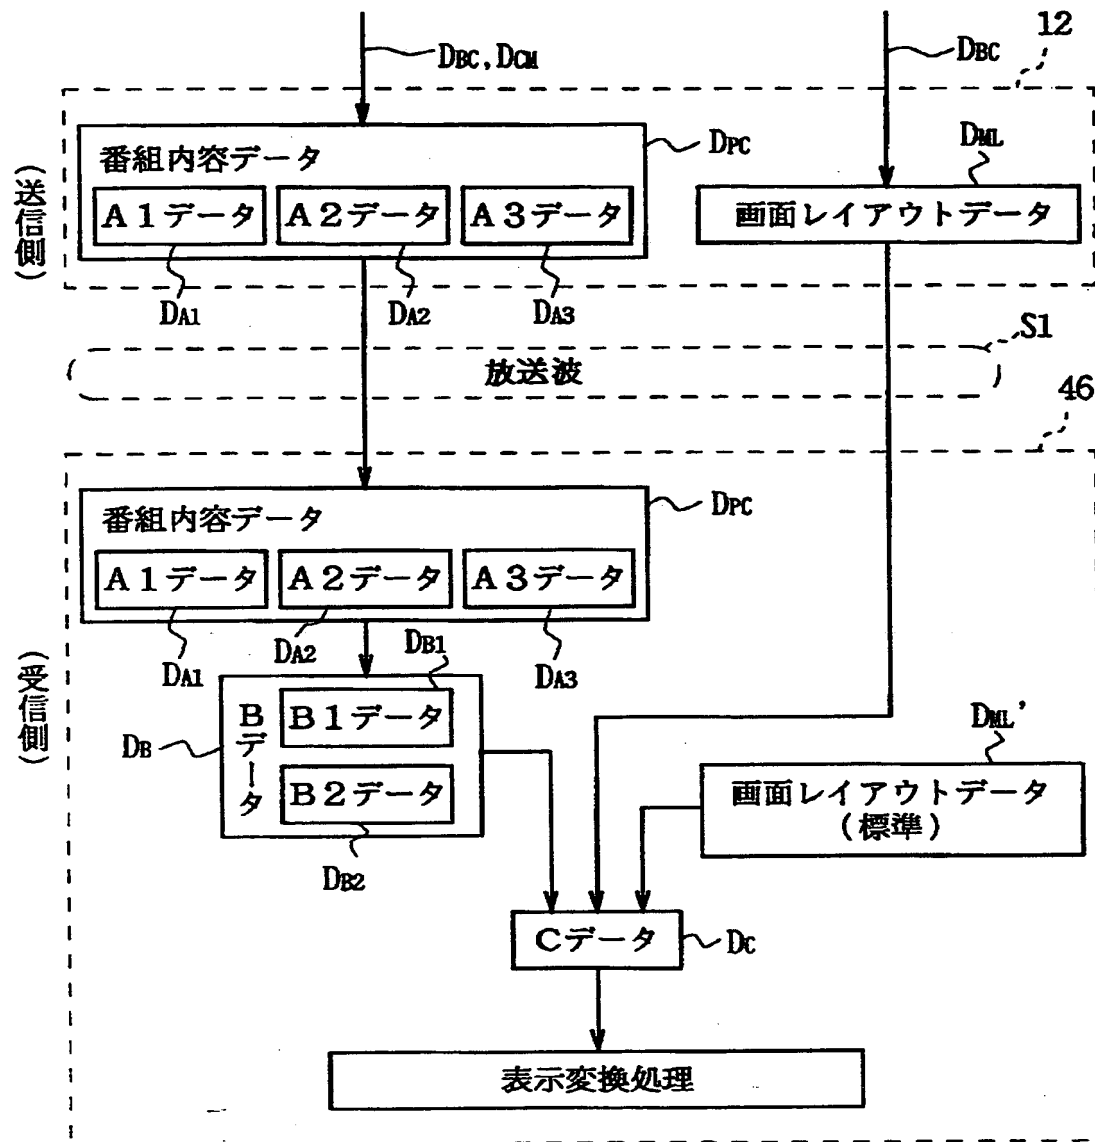 12
DBC, DCM
DBC
(送信側)
番組内容データ
DPC
DML
A1データ
A2データ
A3データ
画面レイアウトデータ
DA1
DA2
DA3
S1
放送波
46
(受信側)
番組内容データ
DPC
A1データ
A2データ
A3データ
DA1
DA2
DB1
DA3
DB
Bデータ
B1データ
B2データ
DML'
画面レイアウトデータ
(標準)
DB2
Cデータ
DC
表示変換処理